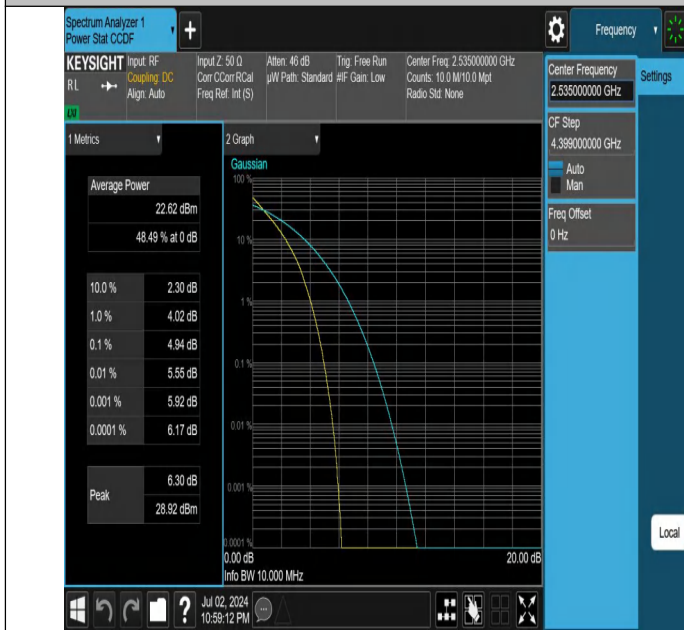 Spectrum Analyzer 1
Power Stat CCDF
+
Frequency
KEYSIGHT
RL
LXI
Input: RF
Coupling: DC
Align: Auto
Input Z: 50 Ω
Corr CCorr RCal
Freq Ref: Int (S)
Atten: 46 dB
µW Path: Standard
Trig: Free Run
#IF Gain: Low
Center Freq: 2.535000000 GHz
Counts: 10.0 M/10.0 Mpt
Radio Std: None
Center Frequency
2.535000000 GHz
Settings
CF Step
4.399000000 GHz
Auto
Man
Freq Offset
0 Hz
1 Metrics
Average Power
22.62 dBm
48.49 % at 0 dB
10.0 % 2.30 dB
1.0 % 4.02 dB
0.1 % 4.94 dB
0.01 % 5.55 dB
0.001 % 5.92 dB
0.0001 % 6.17 dB
Peak
6.30 dB
28.92 dBm
2 Graph
Gaussian
100 %
10 %
1 %
0.1 %
0.01 %
0.001 %
0.0001 %
0.00 dB 20.00 dB
Info BW 10.000 MHz
Local
?
Jul 02, 2024
10:59:12 PM